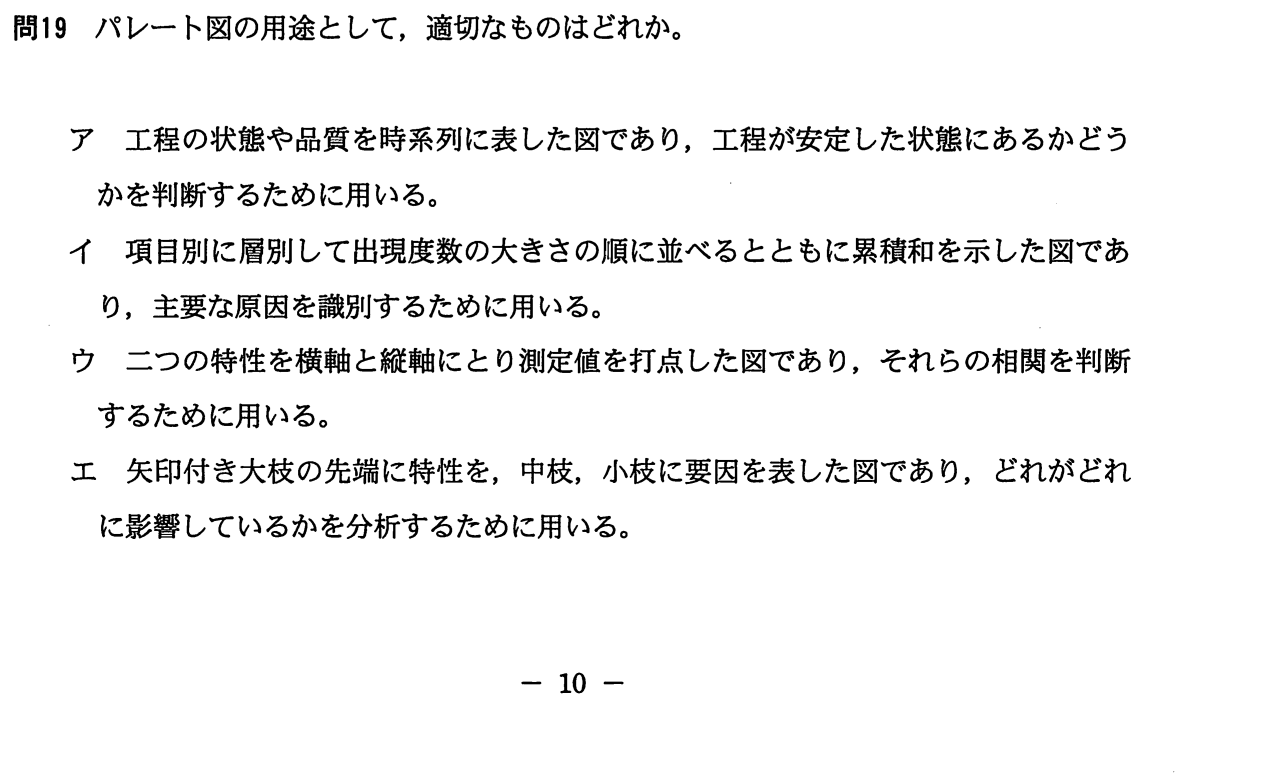 問19 パレート図の用途として，適切なものはどれか。
ア 工程の状態や品質を時系列に表した図であり，工程が安定した状態にあるかどう
かを判断するために用いる。
イ 項目別に層別して出現度数の大きさの順に並べるとともに累積和を示した図であ
り，主要な原因を識別するために用いる。
ウ 二つの特性を横軸と縦軸にとり測定値を打点した図であり，それらの相関を判断
するために用いる。
エ 矢印付き大枝の先端に特性を，中枝，小枝に要因を表した図であり，どれがどれ
に影響しているかを分析するために用いる。
－ 10 －